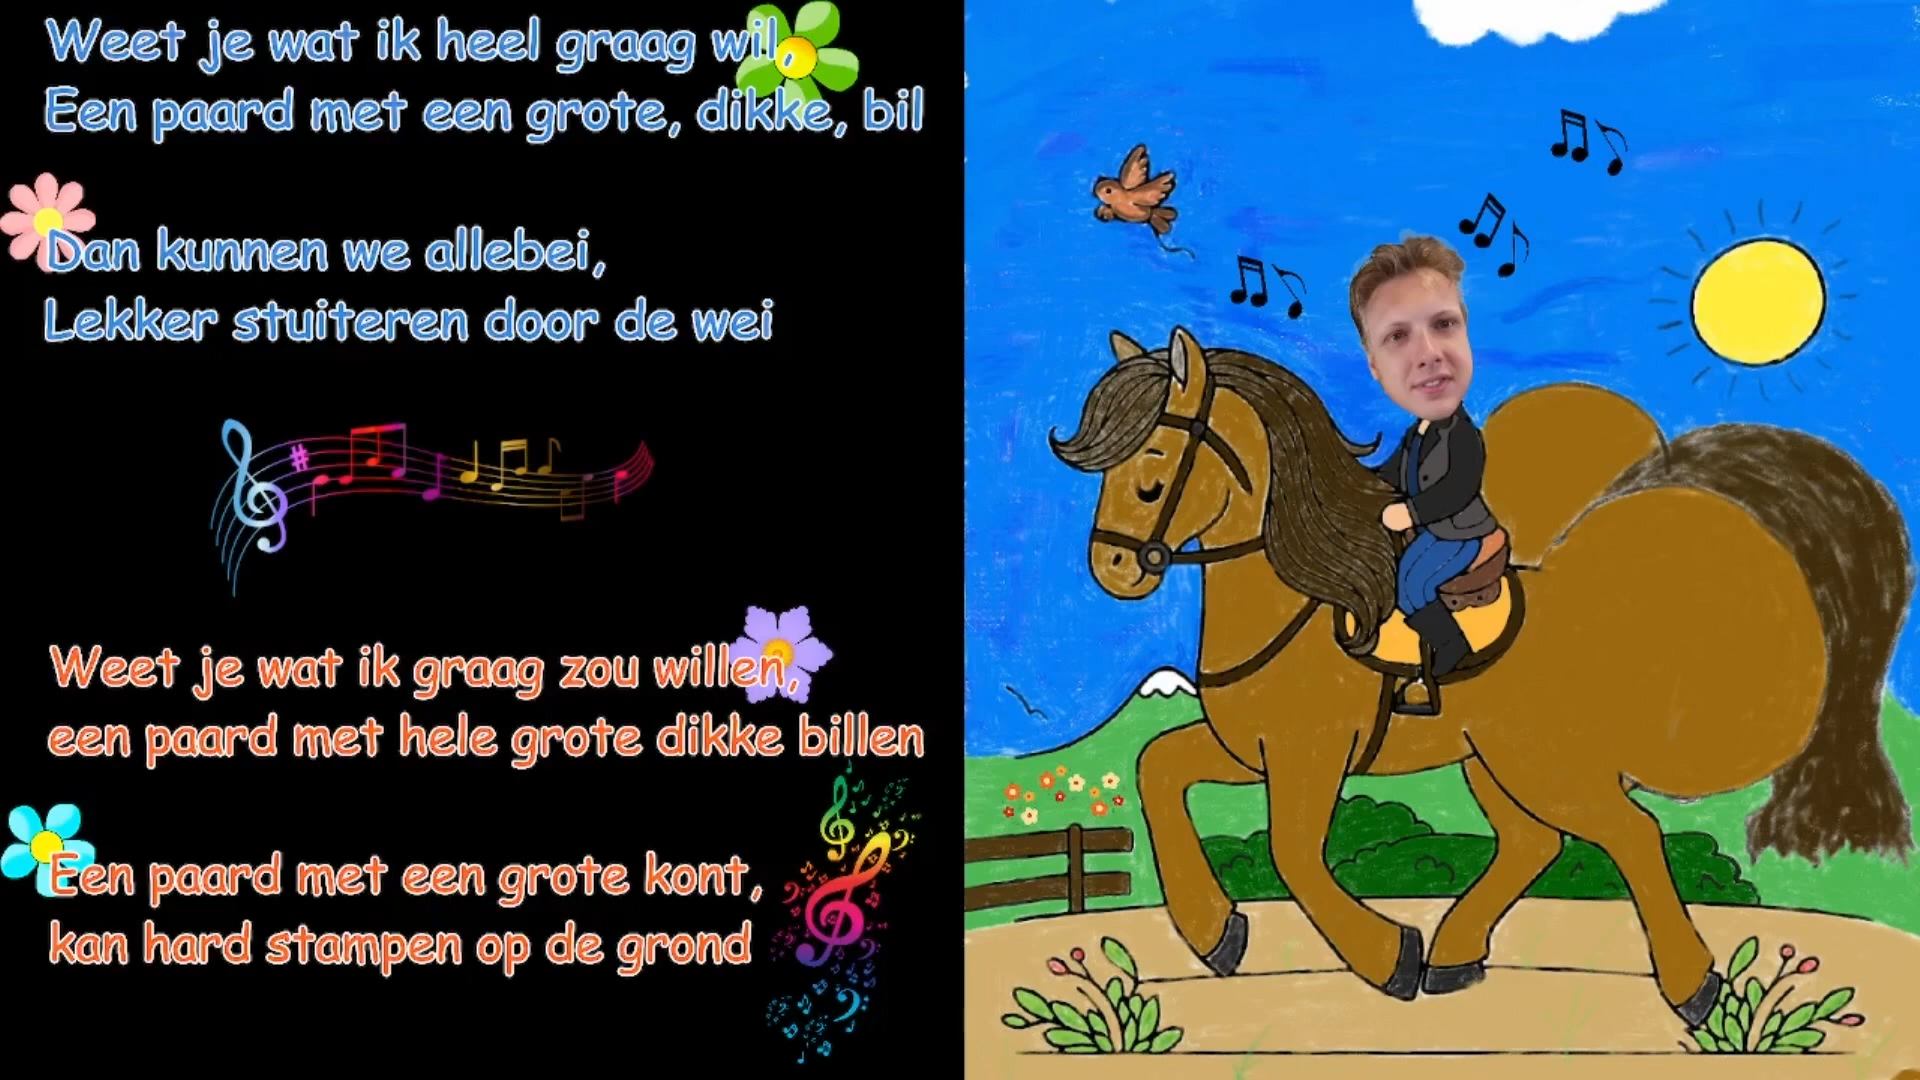 Weet je wat ik heel graag wil,
Een paard met een grote, dikke, bil
Dan kunnen we allebei,
Lekker stuiteren door de wei
Weet je wat ik graag zou willen,
een paard met hele grote dikke billen
Een paard met een grote kont,
kan hard stampen op de grond